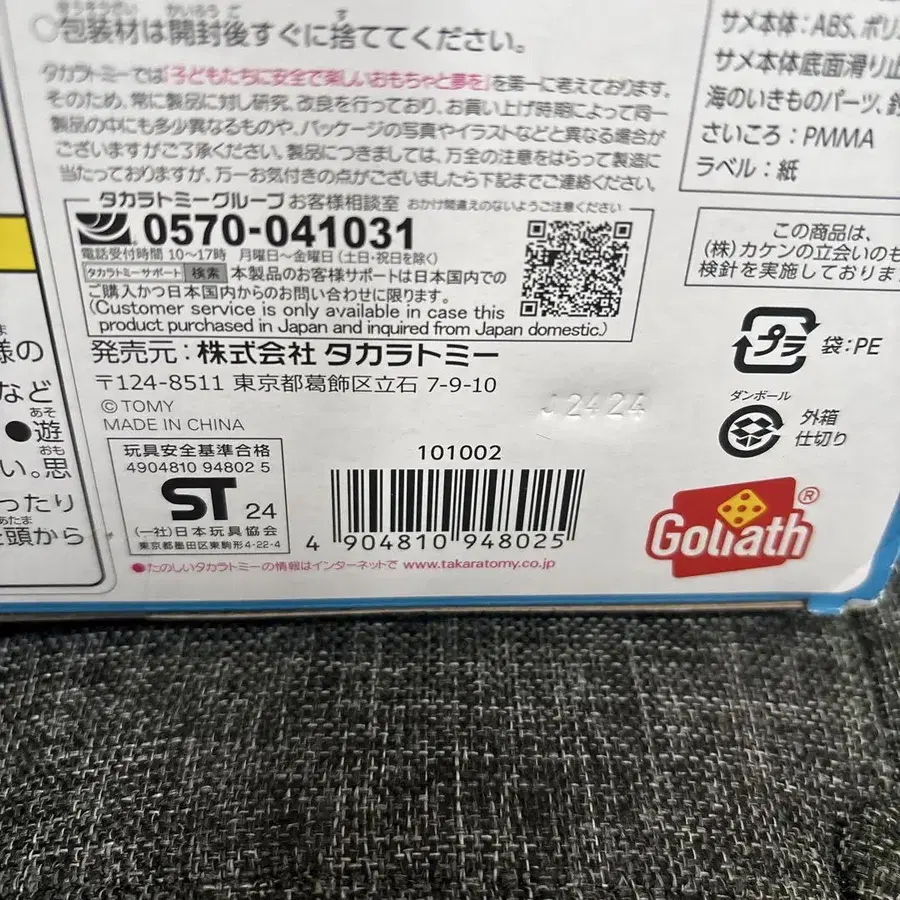 ○包装材は開封後すぐに捨ててください。
タカラトミーでは「子どもたちに安全で楽しいおもちゃと夢を」を第一に考えております。
そのため、常に製品に対し研究、改良を行っており、お買い上げ時期によって同一
製品の中にも多少異なるものや、パッケージの写真やイラストなどと異なる場合が
ございますがご了承ください。製品につきましては、万全の注意をはらって製造に
当たっておりますが、万一お気付きの点がございましたら下記までご連絡ください。
タカラトミーグループ お客様相談室 おかけ間違えのないようご注意ください
0570-041031
電話受付時間 10～17時 月曜日～金曜日(土日・祝日を除く)
タカラトミーサポート 検索 本製品のお客様サポートは日本国内での
ご購入かつ日本国内からのお問い合わせに限ります。
(Customer service is only available in case this
product purchased in Japan and inquired from Japan domestic.)
発売元：株式会社 タカラトミー
〒124-8511 東京都葛飾区立石 7-9-10
© TOMY
MADE IN CHINA
J 2424
玩具安全基準合格
4904810 94802 5
ST 24
(一社)日本玩具協会
東京都墨田区東駒形4-22-4
101002
4 904810 948025
●たのしいタカラトミーの情報はインターネットで www.takaratomy.co.jp
サメ本体：ABS、ポリ
サメ本体底面滑り止
海のいきものパーツ、
さいころ：PMMA
ラベル：紙
この商品は、
(株)カケンの立会いのも
検針を実施しておりま
プラ 袋：PE
ダンボール
外箱
仕切り
Goliath®
様の
など
あそ
●遊
おも
い。思
ったり
あたま
頭から